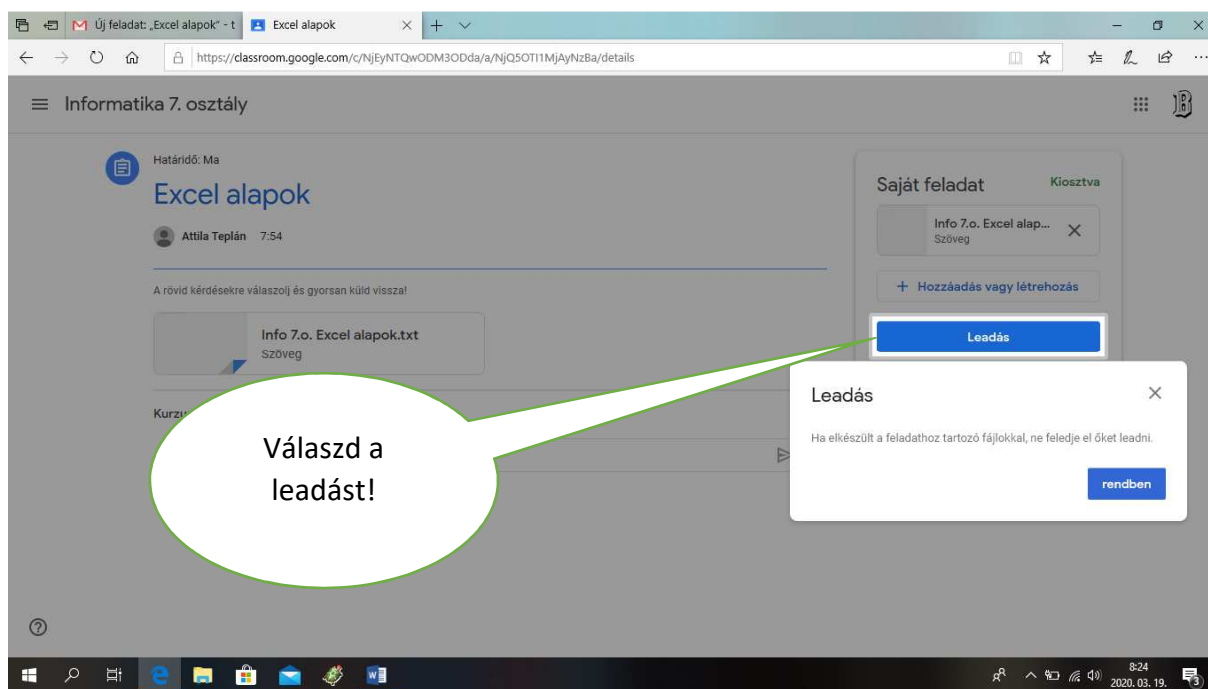 Új feladat: „Excel alapok" - t
Excel alapok
https://classroom.google.com/c/NjEyNTQwODM3ODda/a/NjQ5OTI1MjAyNzBa/details
Informatika 7. osztály
Határidő: Ma
Excel alapok
Attila Teplán 7:54
A rövid kérdésekre válaszolj és gyorsan küld vissza!
Info 7.o. Excel alapok.txt
Szöveg
Válaszd a
leadást!
Saját feladat Kiosztva
Info 7.o. Excel alap...
Szöveg
+ Hozzáadás vagy létrehozás
Leadás
Leadás
Ha elkészült a feladathoz tartozó fájlokkal, ne feledje el őket leadni.
rendben
8:24
2020. 03. 19.